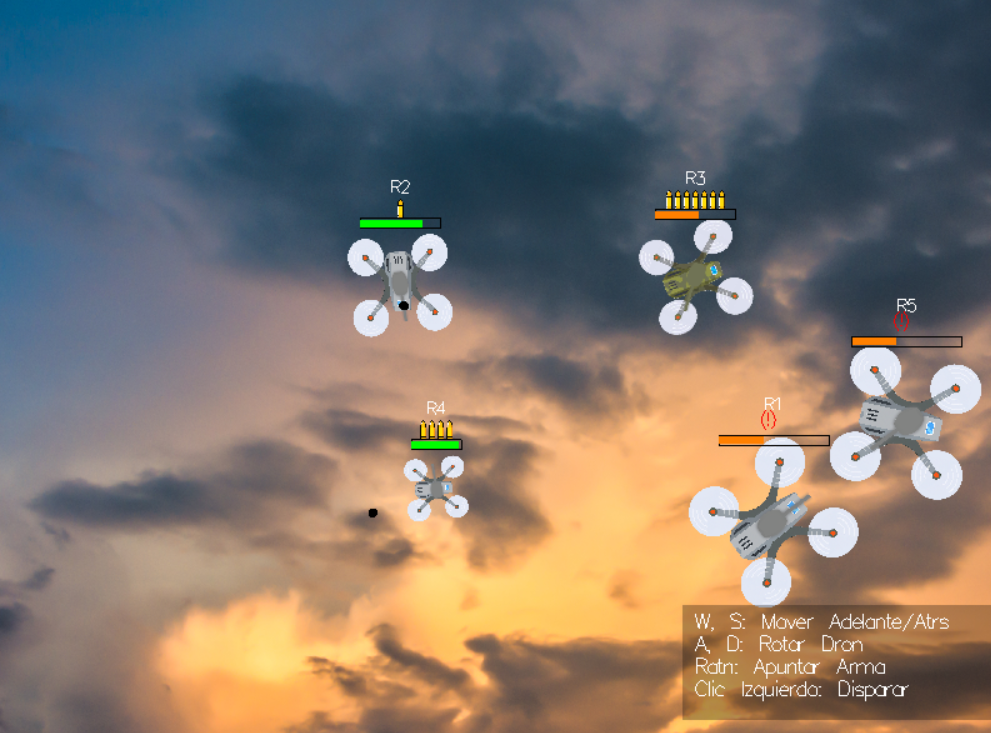 R2
R3
R5
(!)
R4
R1
(!)
W, S: Mover Adelante/Atrs
A, D: Rotar Dron
Ratn: Apuntar Arma
Clic Izquierdo: Disparar